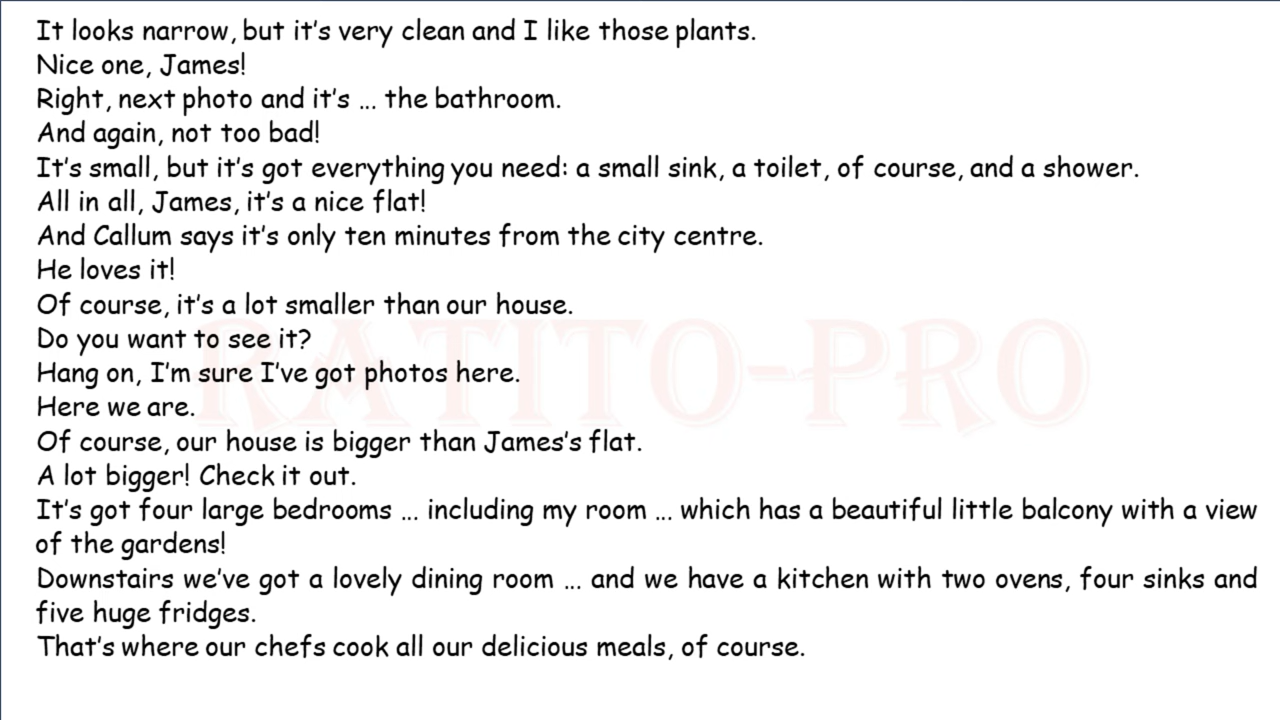 It looks narrow, but it's very clean and I like those plants.
Nice one, James!
Right, next photo and it's ... the bathroom.
And again, not too bad!
It's small, but it's got everything you need: a small sink, a toilet, of course, and a shower.
All in all, James, it's a nice flat!
And Callum says it's only ten minutes from the city centre.
He loves it!
Of course, it's a lot smaller than our house.
Do you want to see it?
Hang on, I'm sure I've got photos here.
Here we are.
Of course, our house is bigger than James's flat.
A lot bigger! Check it out.
It's got four large bedrooms ... including my room ... which has a beautiful little balcony with a view
of the gardens!
Downstairs we've got a lovely dining room ... and we have a kitchen with two ovens, four sinks and
five huge fridges.
That's where our chefs cook all our delicious meals, of course.
RATITO-PRO